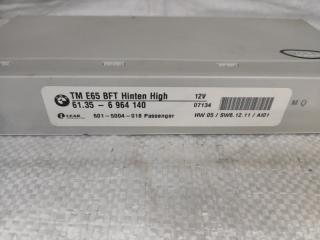 TM E65 BFT Hinten High 12V
61.35 - 6 964 140 07134
LEAR 501-5004-018 Passenger HW 05 / SW6.12.11 / AI01
M Q